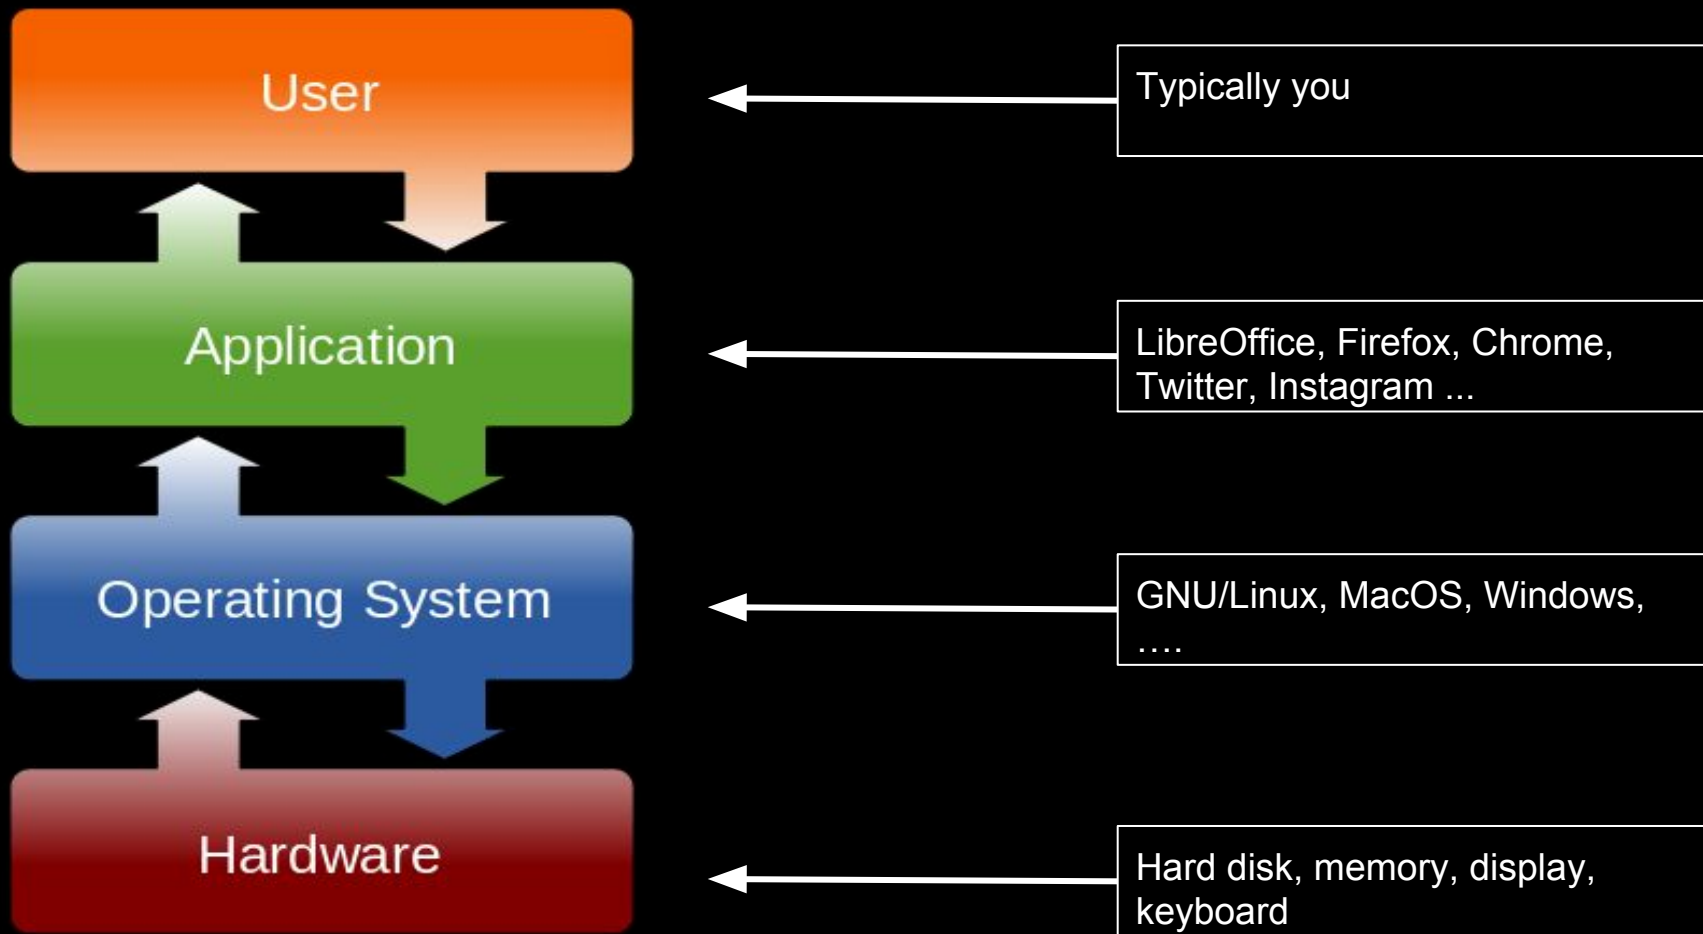 User
Typically you
Application
LibreOffice, Firefox, Chrome,
Twitter, Instagram ...
Operating System
GNU/Linux, MacOS, Windows,
….
Hardware
Hard disk, memory, display,
keyboard